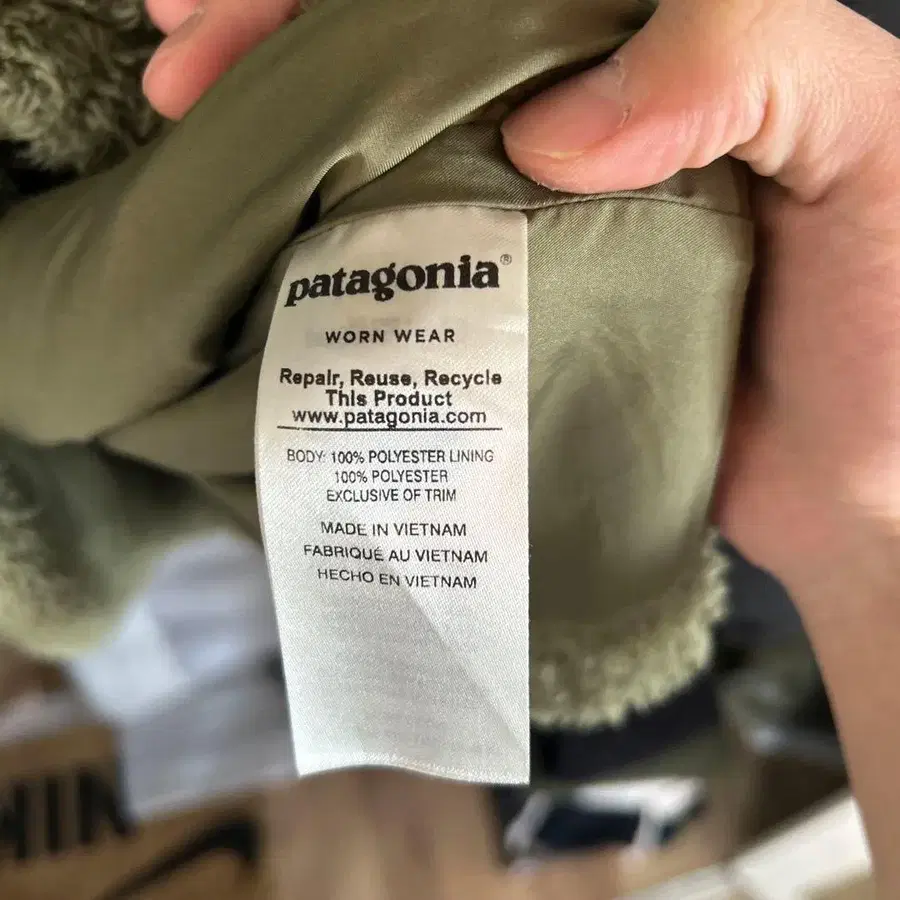 patagonia®
WORN WEAR
Repair, Reuse, Recycle
This Product
www.patagonia.com
BODY: 100% POLYESTER LINING
100% POLYESTER
EXCLUSIVE OF TRIM
MADE IN VIETNAM
FABRIQUÉ AU VIETNAM
HECHO EN VIETNAM